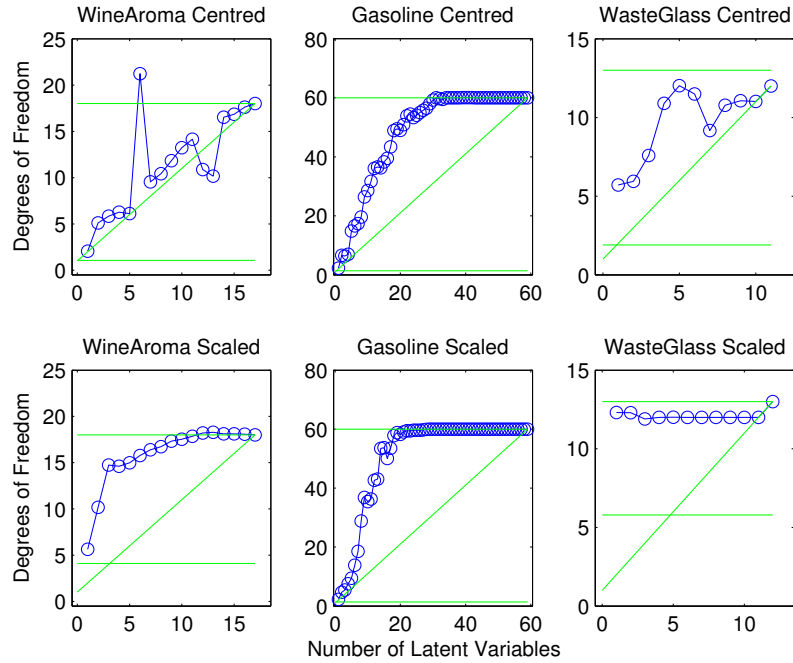 WineAroma Centred
Gasoline Centred
WasteGlass Centred
Degrees of Freedom
25
20
15
10
5
0
0 5 10 15
80
60
40
20
0
0 20 40 60
15
10
5
0
0 5 10
WineAroma Scaled
Gasoline Scaled
WasteGlass Scaled
Degrees of Freedom
25
20
15
10
5
0
0 5 10 15
80
60
40
20
0
0 20 40 60
15
10
5
0
0 5 10
Number of Latent Variables